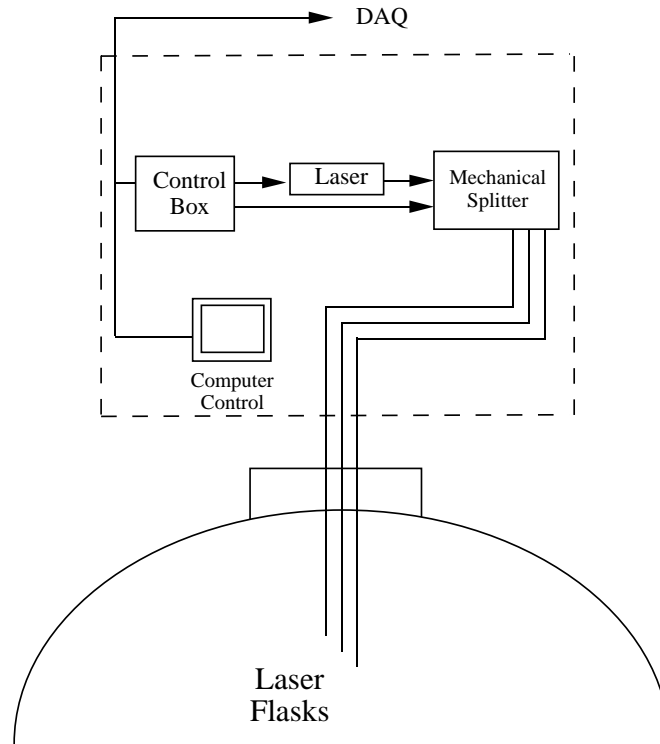 DAQ
Control
Box
Laser
Mechanical
Splitter
Computer
Control
Laser
Flasks